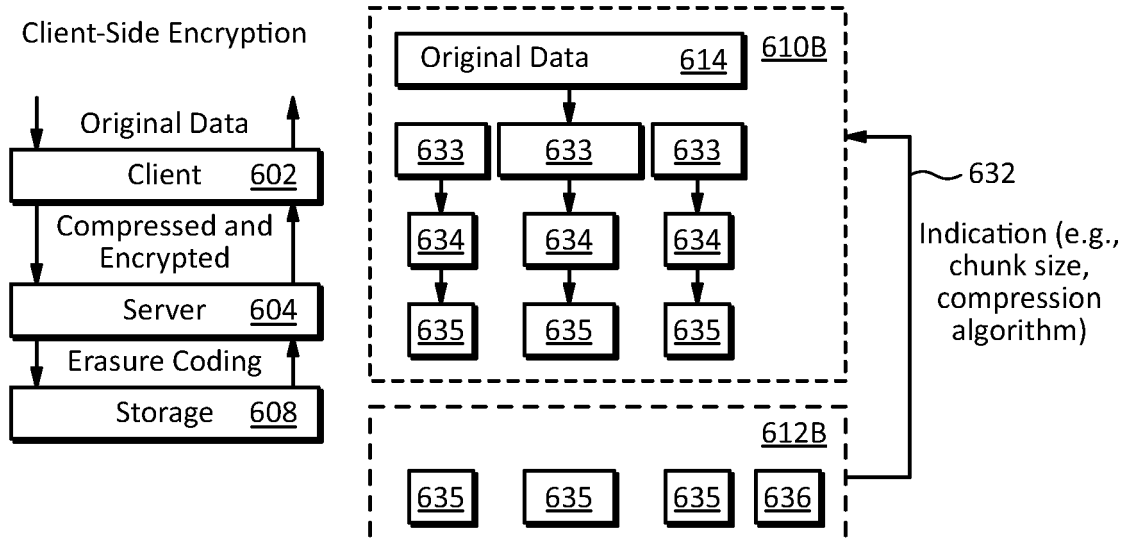 Client-Side Encryption
Original Data
Client 602
Compressed and
Encrypted
Server 604
Erasure Coding
Storage 608
610B
Original Data 614
633 633 633
634 634 634
635 635 635
612B
635 635 635 636
632
Indication (e.g.,
chunk size,
compression
algorithm)